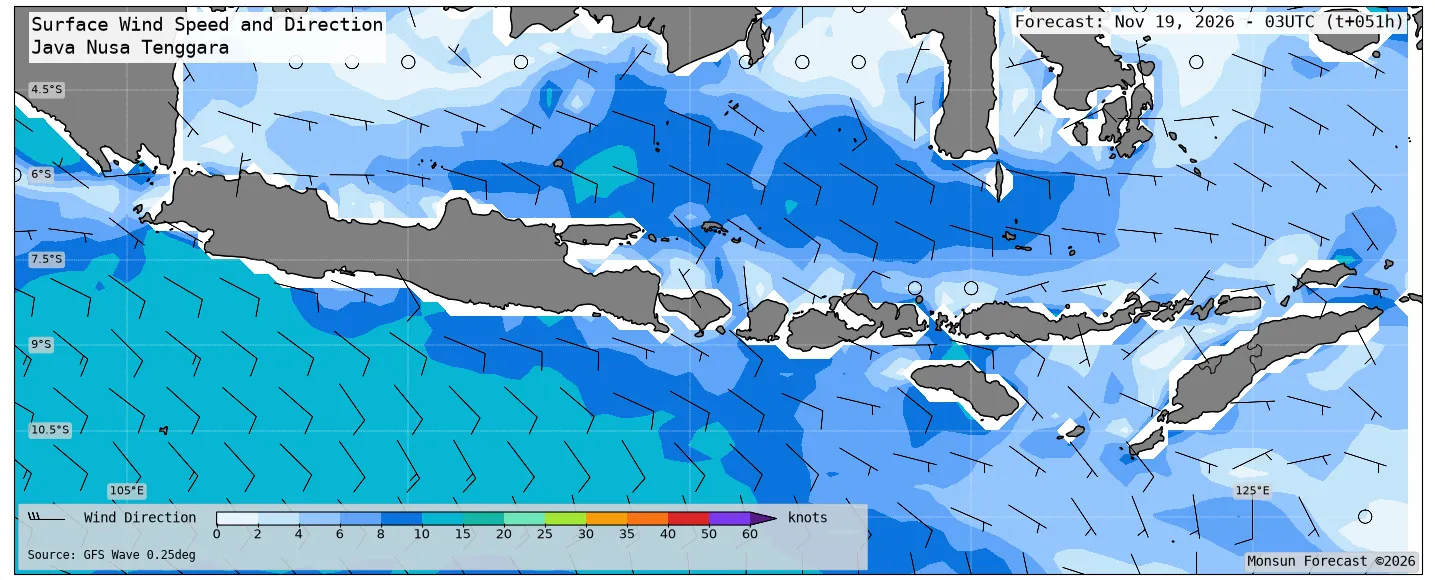 Surface Wind Speed and Direction
Java Nusa Tenggara
Forecast: Nov 19, 2026 - 03UTC (t+051h)
4.5°S
6°S
7.5°S
9°S
10.5°S
105°E
125°E
Wind Direction
0 2 4 6 8 10 15 20 25 30 35 40 50 60
knots
Source: GFS Wave 0.25deg
Monsun Forecast ©2026